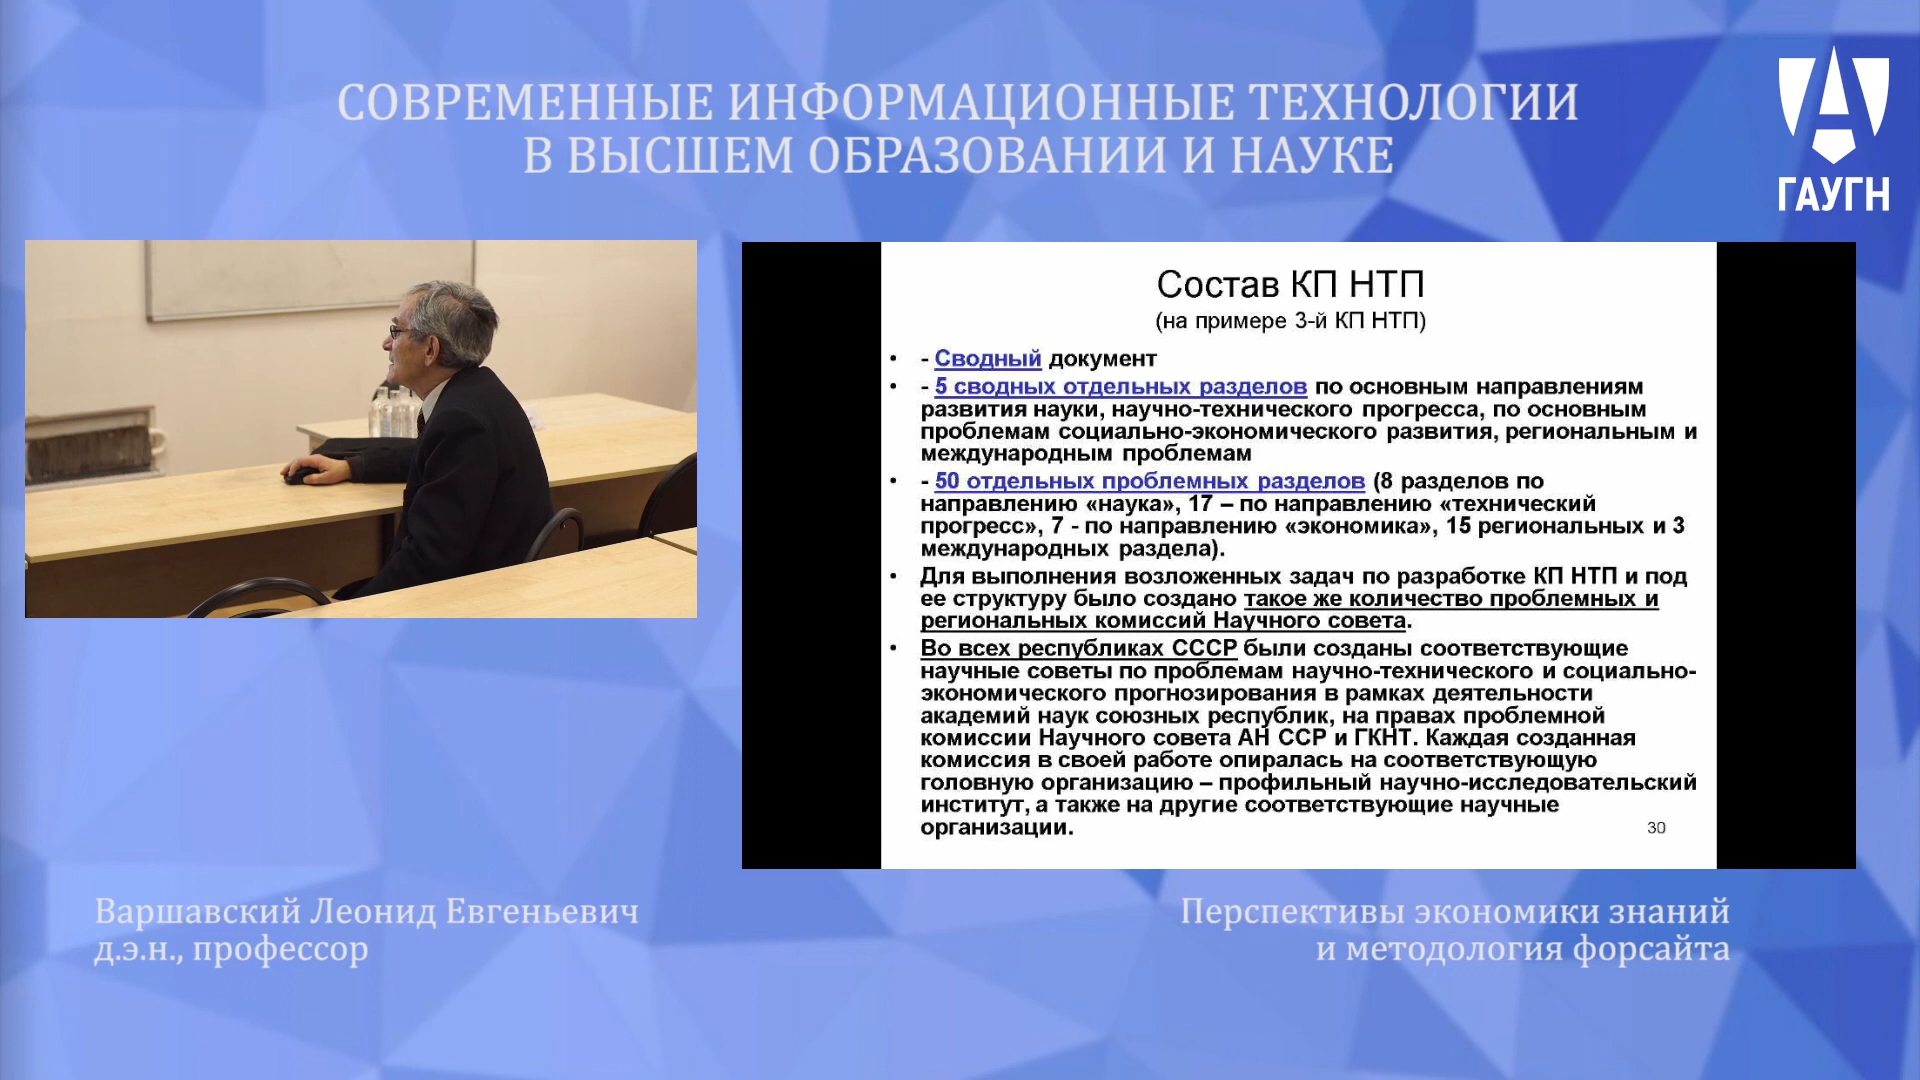 СОВРЕМЕННЫЕ ИНФОРМАЦИОННЫЕ ТЕХНОЛОГИИ
В ВЫСШЕМ ОБРАЗОВАНИИ И НАУКЕ
ГАУГН
Состав КП НТП
(на примере 3-й КП НТП)
• - Сводный документ
• - 5 сводных отдельных разделов по основным направлениям
развития науки, научно-технического прогресса, по основным
проблемам социально-экономического развития, региональным и
международным проблемам
• - 50 отдельных проблемных разделов (8 разделов по
направлению «наука», 17 – по направлению «технический
прогресс», 7 - по направлению «экономика», 15 региональных и 3
международных раздела).
• Для выполнения возложенных задач по разработке КП НТП и под
ее структуру было создано такое же количество проблемных и
региональных комиссий Научного совета.
• Во всех республиках СССР были созданы соответствующие
научные советы по проблемам научно-технического и социально-
экономического прогнозирования в рамках деятельности
академий наук союзных республик, на правах проблемной
комиссии Научного совета АН ССР и ГКНТ. Каждая созданная
комиссия в своей работе опиралась на соответствующую
головную организацию – профильный научно-исследовательский
институт, а также на другие соответствующие научные
организации.
30
Варшавский Леонид Евгеньевич
д.э.н., профессор
Перспективы экономики знаний
и методология форсайта